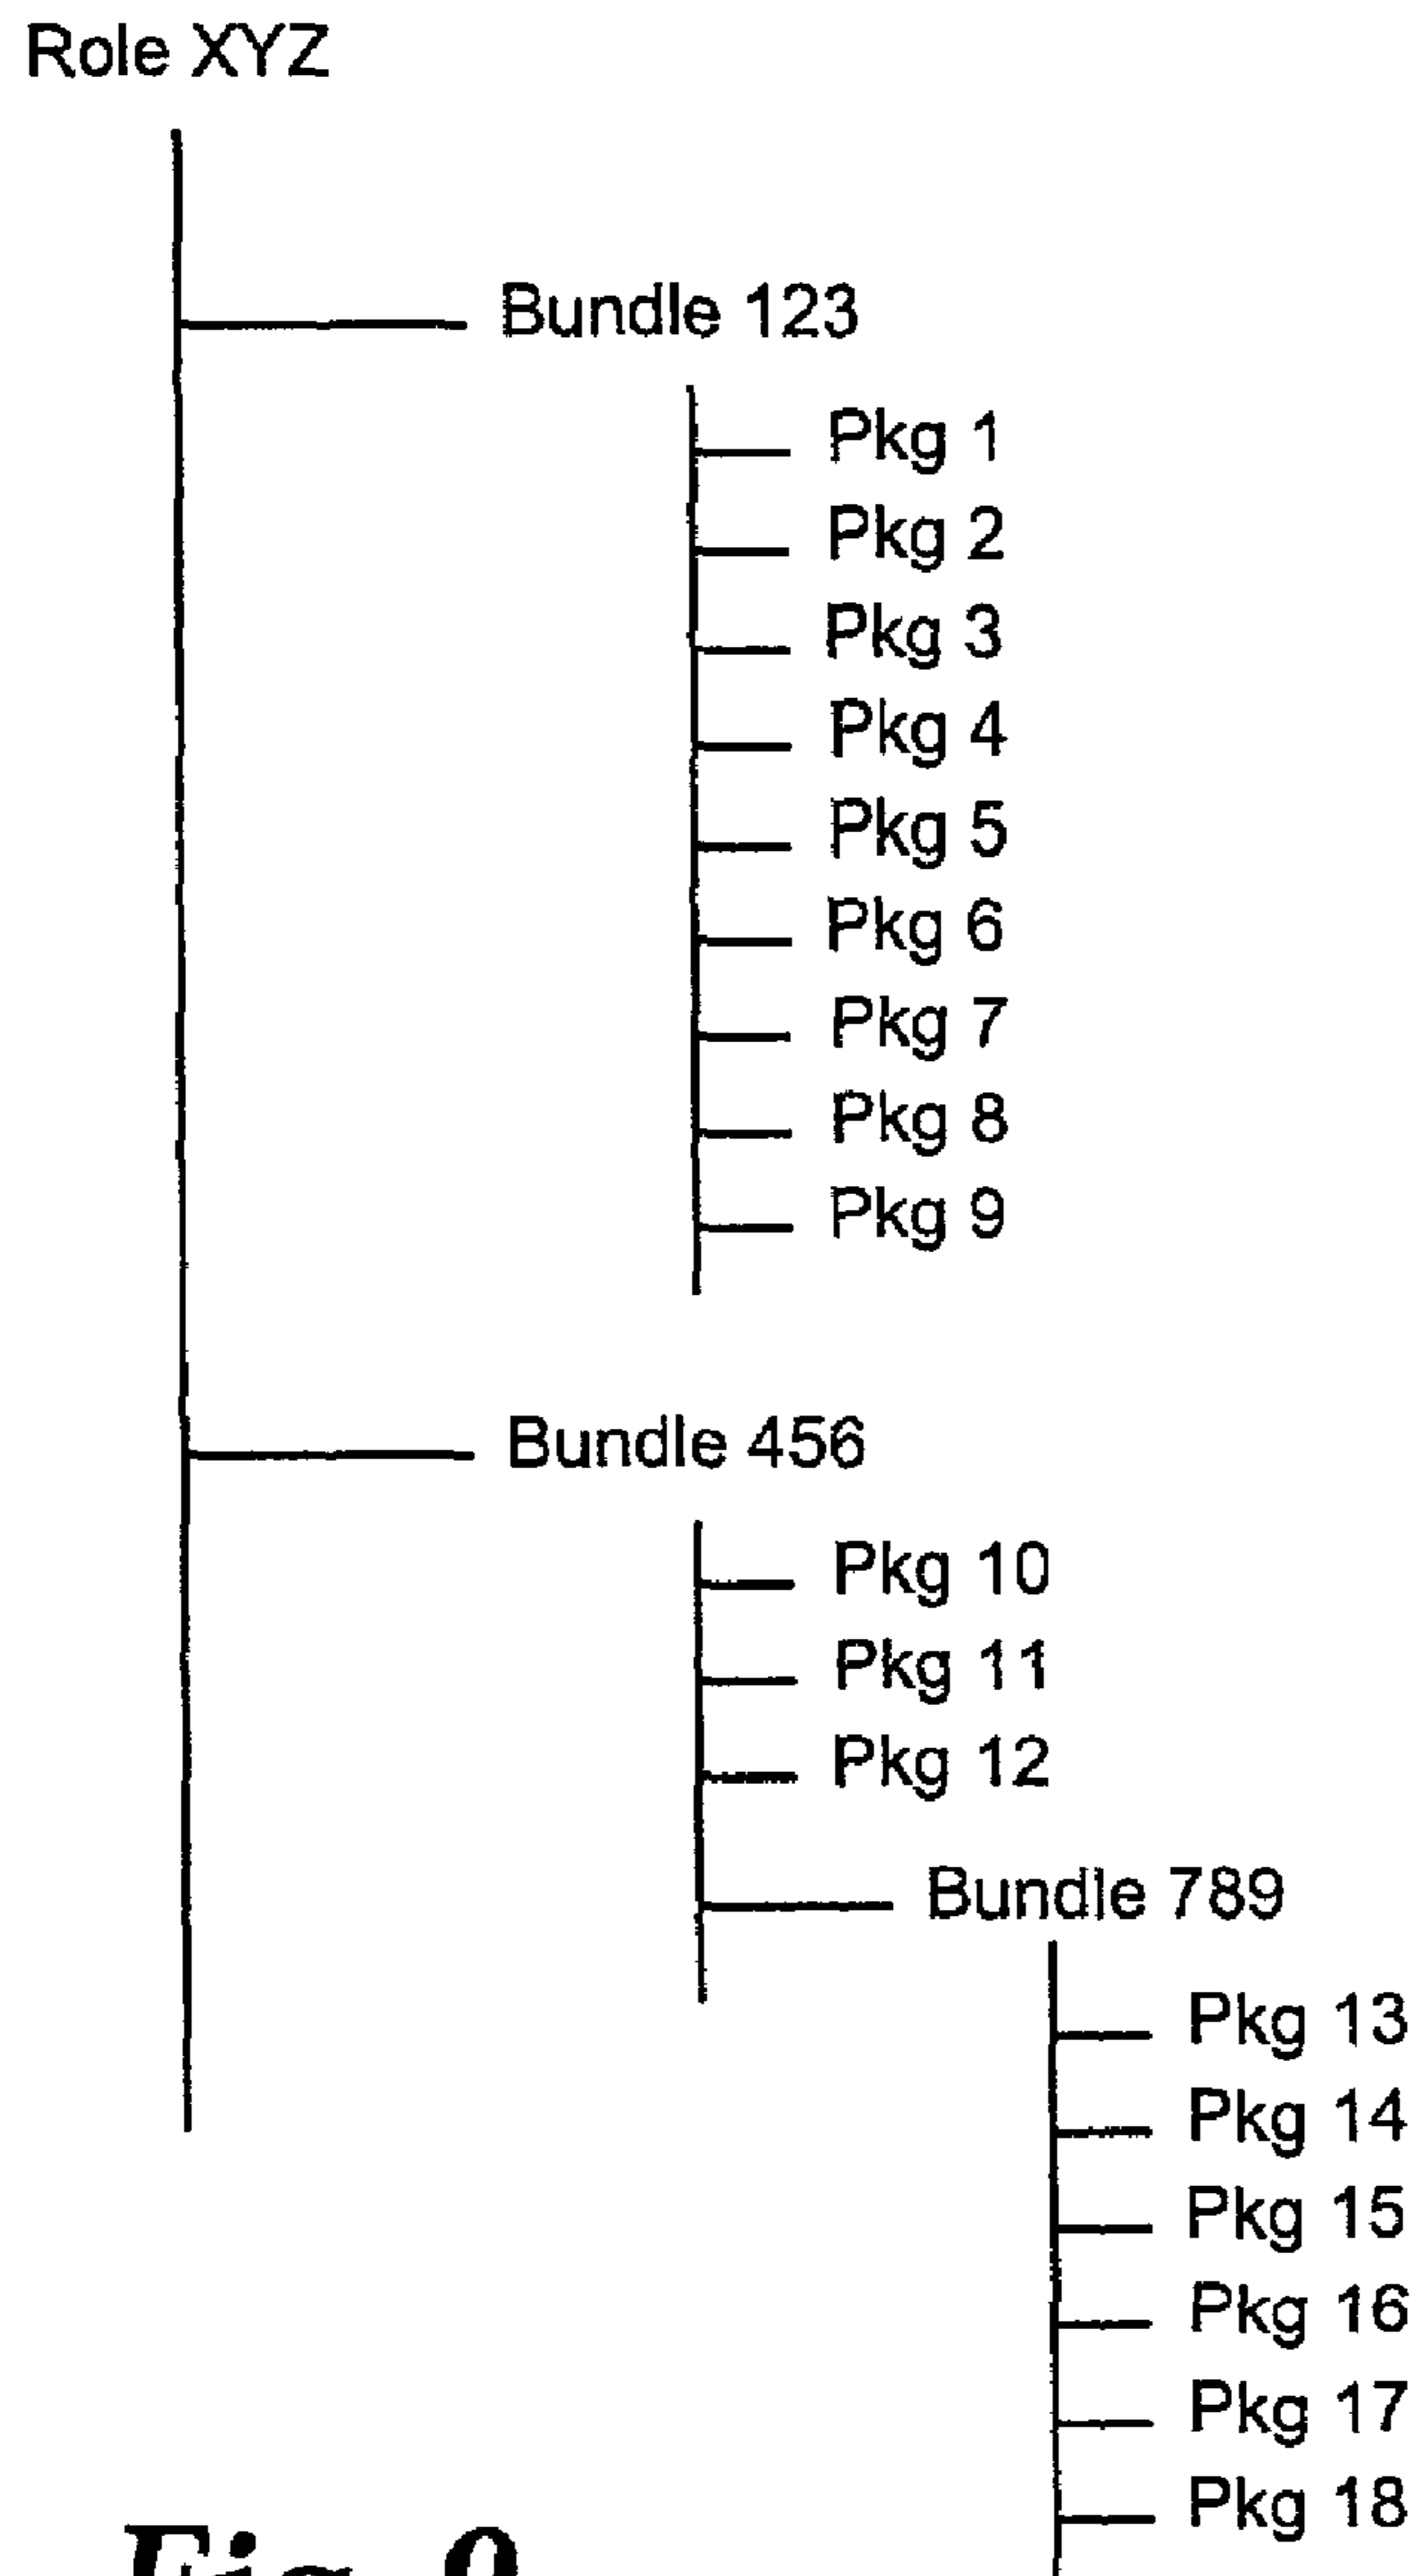 Role XYZ
Bundle 123
Pkg 1
Pkg 2
Pkg 3
Pkg 4
Pkg 5
Pkg 6
Pkg 7
Pkg 8
Pkg 9
Bundle 456
Pkg 10
Pkg 11
Pkg 12
Bundle 789
Pkg 13
Pkg 14
Pkg 15
Pkg 16
Pkg 17
Pkg 18